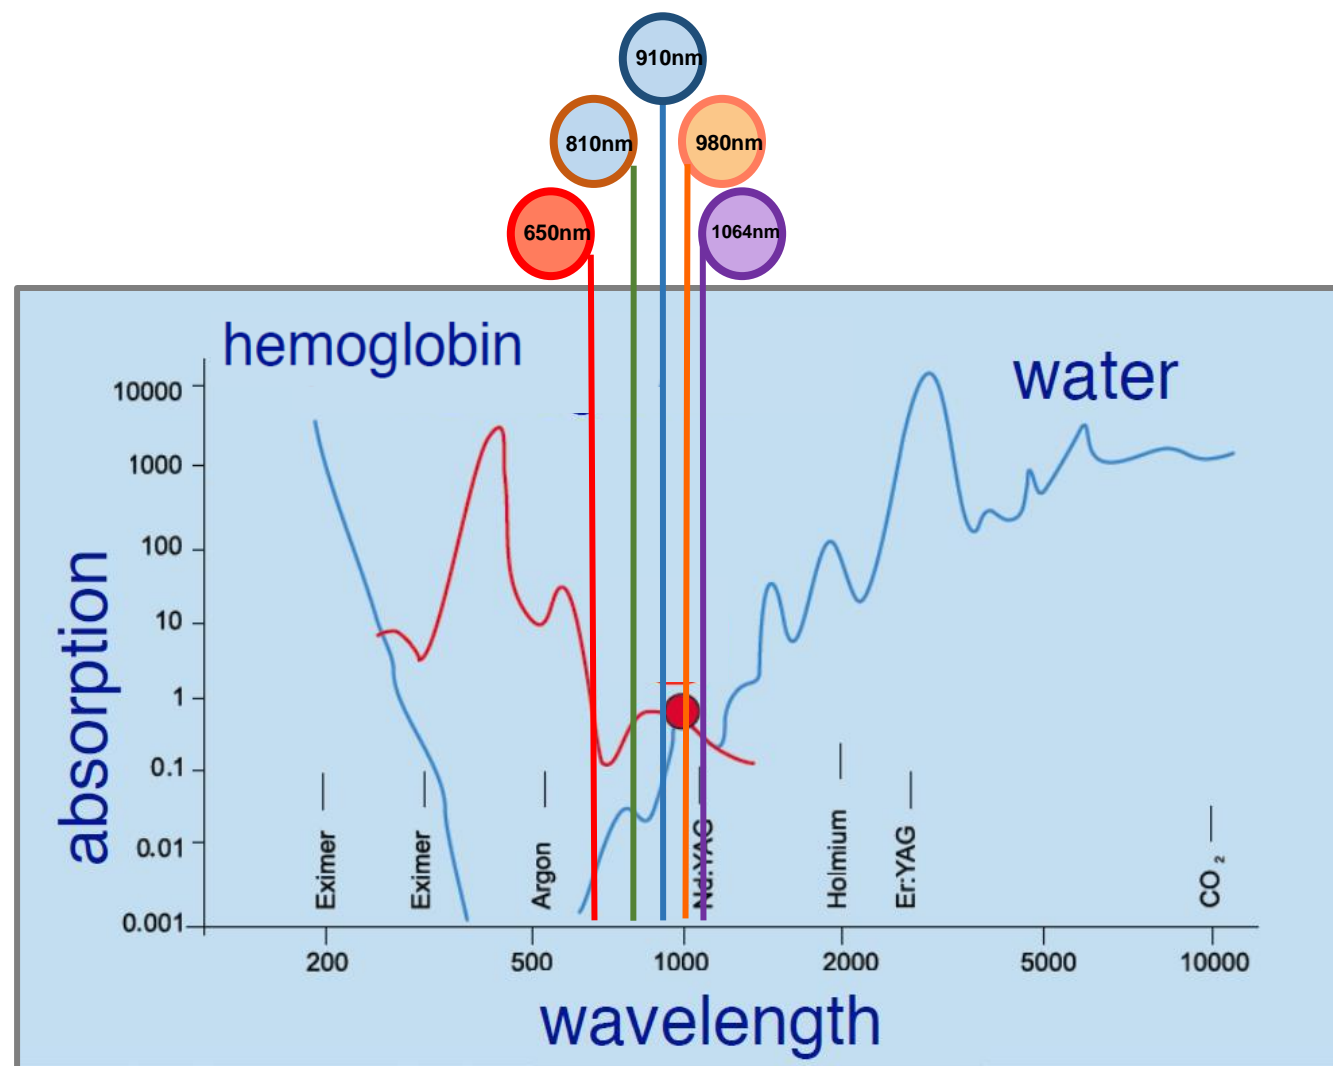 910nm
810nm
980nm
650nm
1064nm
hemoglobin
water
absorption
10000
1000
100
10
1
0.1
0.01
0.001
Eximer
Eximer
Argon
Nd:YAG
Holmium
Er:YAG
CO₂
200
500
1000
2000
5000
10000
wavelength